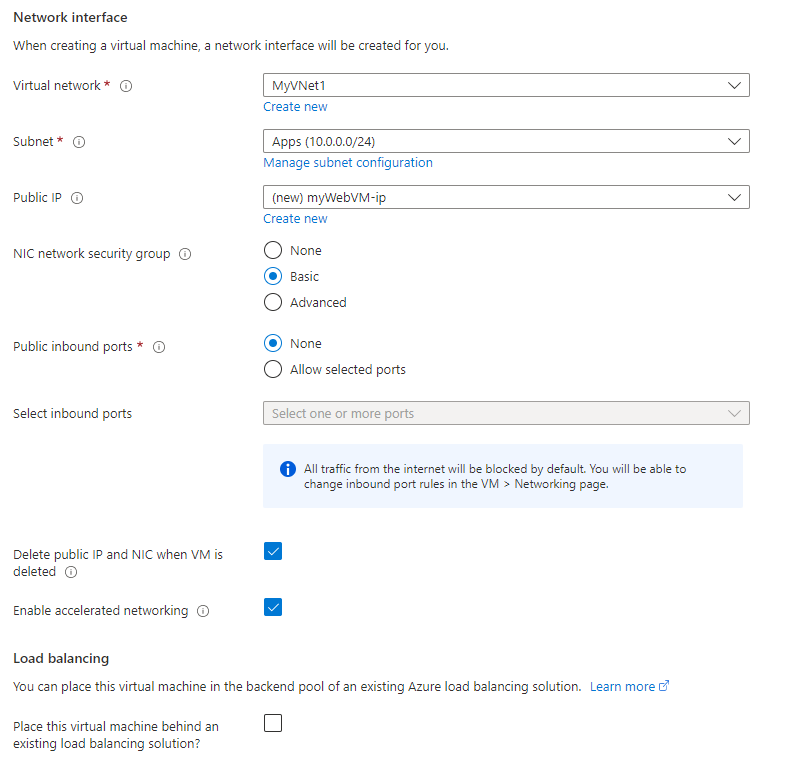 Network interface
When creating a virtual machine, a network interface will be created for you.
Virtual network *
MyVNet1
Create new
Subnet *
Apps (10.0.0.0/24)
Manage subnet configuration
Public IP
(new) myWebVM-ip
Create new
NIC network security group
None
Basic
Advanced
Public inbound ports *
None
Allow selected ports
Select inbound ports
Select one or more ports
All traffic from the internet will be blocked by default. You will be able to
change inbound port rules in the VM > Networking page.
Delete public IP and NIC when VM is
deleted
Enable accelerated networking
Load balancing
You can place this virtual machine in the backend pool of an existing Azure load balancing solution. Learn more
Place this virtual machine behind an
existing load balancing solution?